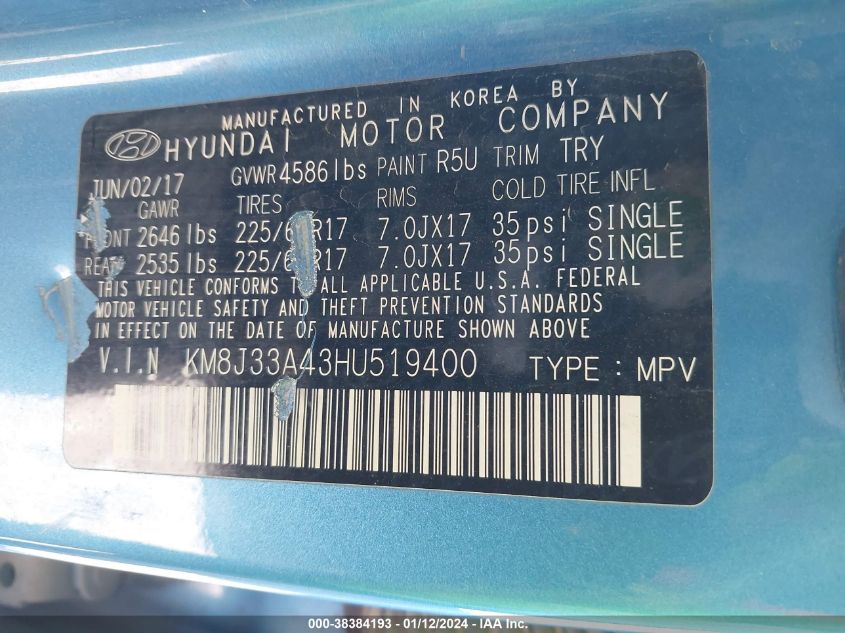 MANUFACTURED IN KOREA BY
HYUNDAI MOTOR COMPANY
JUN/02/17 GVWR 4586 lbs PAINT R5U TRIM TRY
GAWR TIRES RIMS COLD TIRE INFL
2646 lbs 7.0JX17 35psi SINGLE
2535 lbs 7.0JX17 35psi SINGLE
THIS VEHICLE CONFORMS TO ALL APPLICABLE U.S.A. FEDERAL
MOTOR VEHICLE SAFETY AND THEFT PREVENTION STANDARDS
IN EFFECT ON THE DATE OF MANUFACTURE SHOWN ABOVE
V.I.N KM8J33A43HU519400 TYPE : MPV
000-38384193 - 01/12/2024 - IAA Inc.